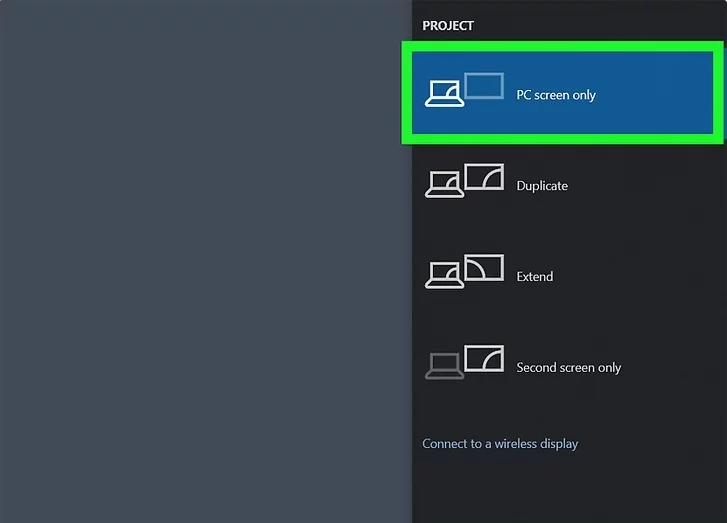 PROJECT
PC screen only
Duplicate
Extend
Second screen only
Connect to a wireless display